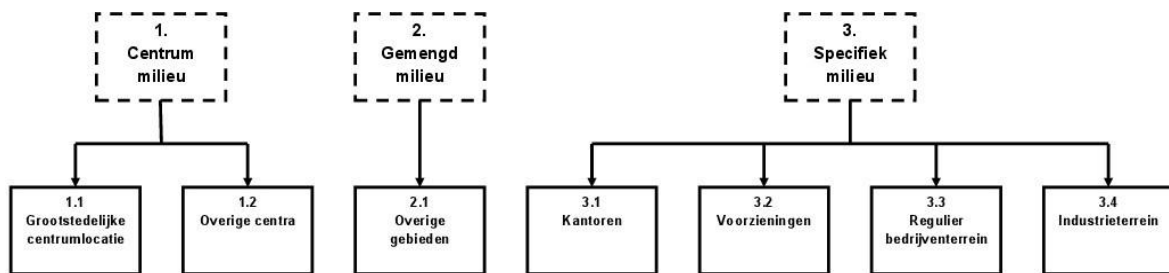 1.
Centrum
milieu
2.
Gemengd
milieu
3.
Specifiek
milieu
1.1
Grootstedelijke
centrumlocatie
1.2
Overige centra
2.1
Overige
gebieden
3.1
Kantoren
3.2
Voorzieningen
3.3
Regulier
bedrijventerrein
3.4
Industrieterrein